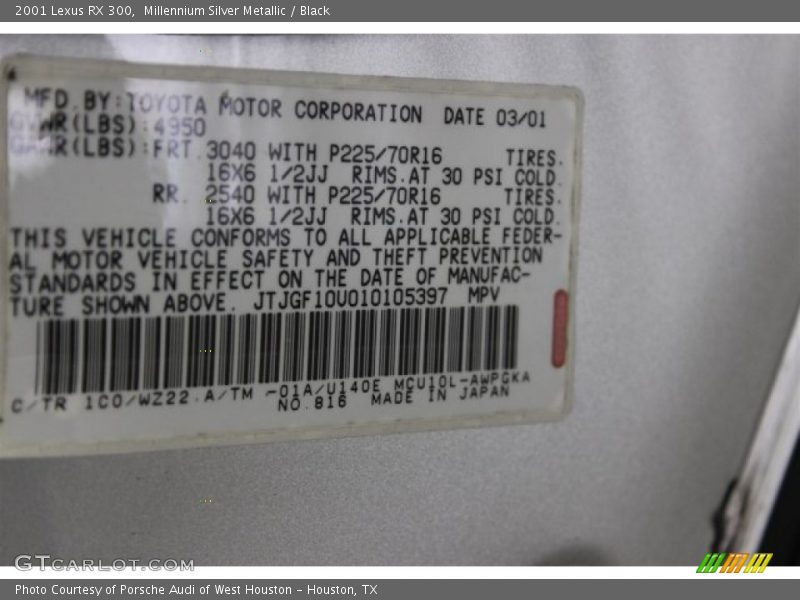 2001 Lexus RX 300,  Millennium Silver Metallic / Black
MFD.BY:TOYOTA MOTOR CORPORATION  DATE 03/01
GVWR(LBS):4950
GAWR(LBS):FRT. 3040 WITH P225/70R16 TIRES.
16X6 1/2JJ RIMS.AT 30 PSI COLD.
RR. 2540 WITH P225/70R16 TIRES.
16X6 1/2JJ RIMS.AT 30 PSI COLD.
THIS VEHICLE CONFORMS TO ALL APPLICABLE FEDER-
AL MOTOR VEHICLE SAFETY AND THEFT PREVENTION
STANDARDS IN EFFECT ON THE DATE OF MANUFAC-
TURE SHOWN ABOVE. JTJGF10U010105397 MPV
C/TR 1C0/WZ22.A/TM -01A/U140E MCU10L-AWPGKA
NO.816 MADE IN JAPAN
GTCARLOT.COM
Photo Courtesy of Porsche Audi of West Houston - Houston, TX